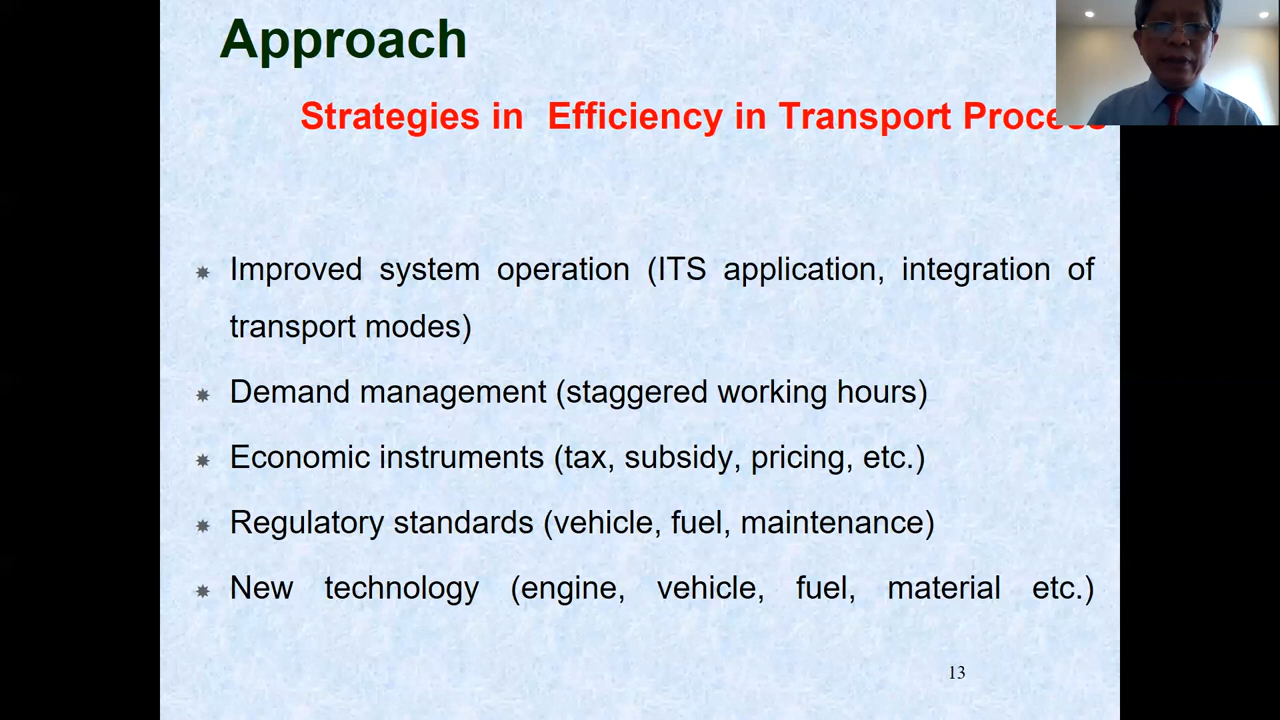 Approach
Strategies in Efficiency in Transport Process
Improved system operation (ITS application, integration of
transport modes)
Demand management (staggered working hours)
Economic instruments (tax, subsidy, pricing, etc.)
Regulatory standards (vehicle, fuel, maintenance)
New technology (engine, vehicle, fuel, material etc.)
13